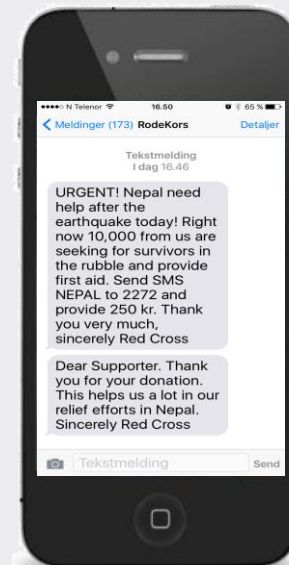 N Telenor 16.50 65 %
Meldinger (173) RodeKors Detaljer
Tekstmelding
I dag 16.46
URGENT! Nepal need
help after the
earthquake today! Right
now 10,000 from us are
seeking for survivors in
the rubble and provide
first aid. Send SMS
NEPAL to 2272 and
provide 250 kr. Thank
you very much,
sincerely Red Cross
Dear Supporter. Thank
you for your donation.
This helps us a lot in our
relief efforts in Nepal.
Sincerely Red Cross
Tekstmelding Send